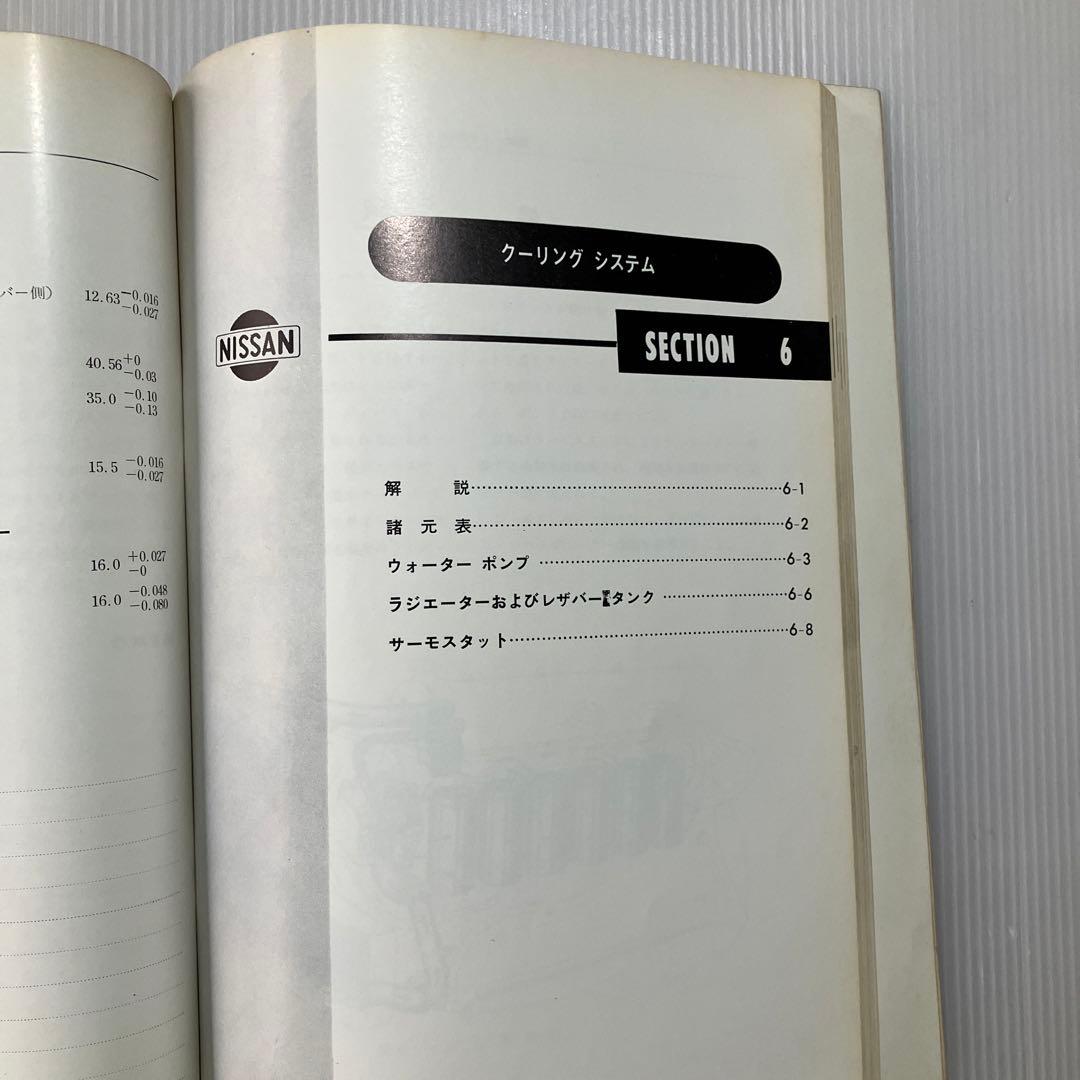 バー側) 12.63 −0.016 −0.027
40.56 +0 −0.03
35.0 −0.10 −0.13
15.5 −0.016 −0.027
16.0 +0.027 −0
16.0 −0.048 −0.080
クーリング システム
NISSAN
SECTION 6
解 説……………………………6-1
諸 元 表……………………………6-2
ウォーター ポンプ ……………………………6-3
ラジエーターおよびレザバー タンク ……………………………6-6
サーモスタット……………………………6-8